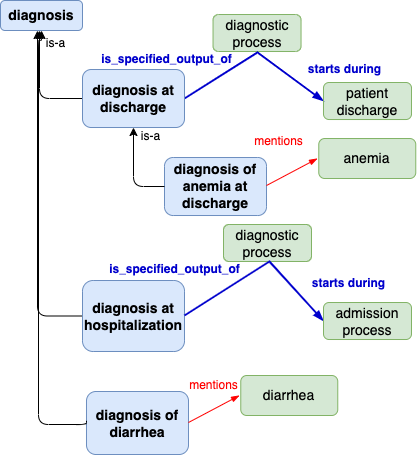 diagnosis
is-a
diagnostic
process
is_specified_output_of
starts during
diagnosis at
discharge
patient
discharge
is-a
mentions
anemia
diagnosis of
anemia at
discharge
diagnostic
process
is_specified_output_of
starts during
diagnosis at
hospitalization
admission
process
mentions
diarrhea
diagnosis of
diarrhea